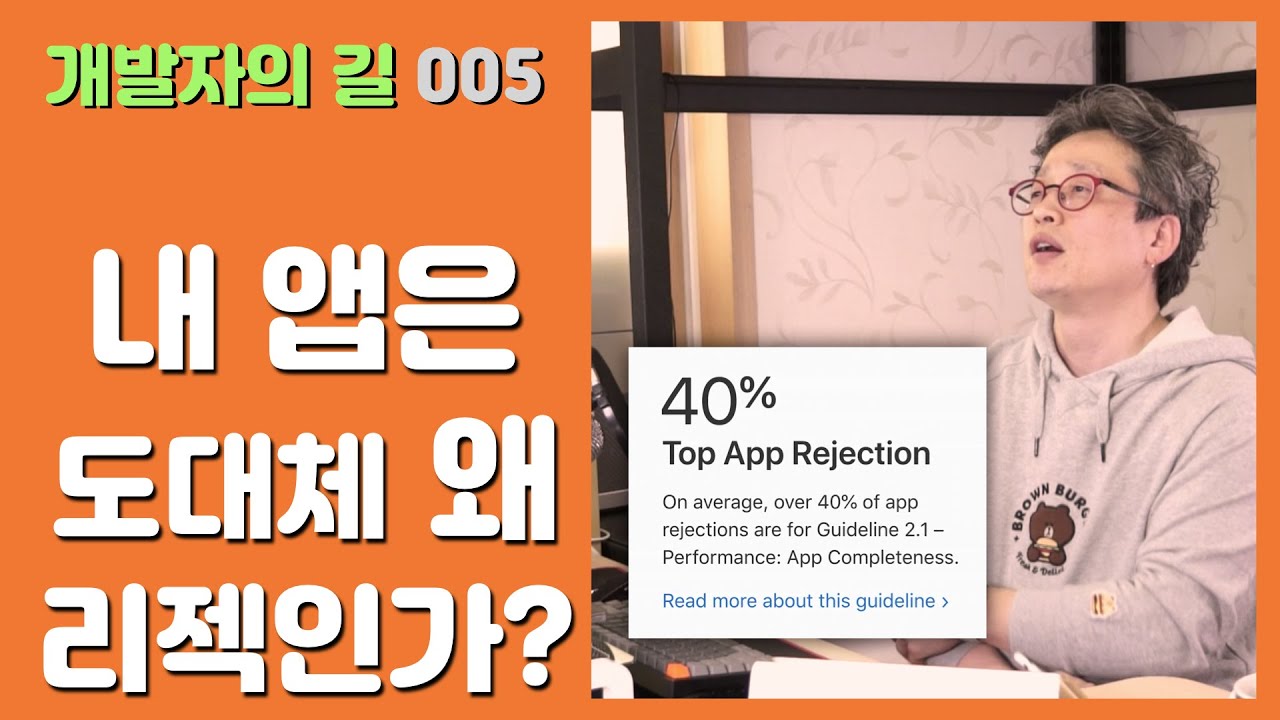 개발자의 길 005
내 앱은
도대체 왜
리젝인가?
40%
Top App Rejection
On average, over 40% of app
rejections are for Guideline 2.1 –
Performance: App Completeness.
Read more about this guideline ›
BROWN BURG